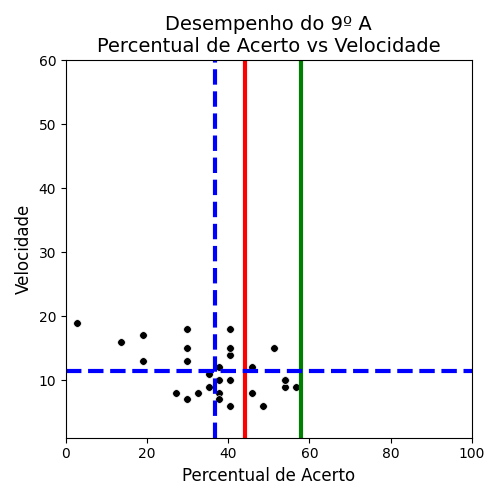 Desempenho do 9º A
Percentual de Acerto vs Velocidade
60
50
40
30
20
10
Velocidade
0 20 40 60 80 100
Percentual de Acerto